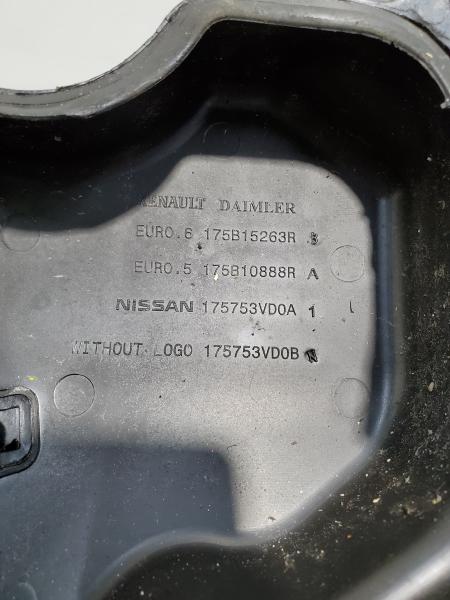 RENAULT DAIMLER
EURO.6 175B15263R B
EURO.5 175B10888R A
NISSAN 175753VD0A 1
WITHOUT LOGO 175753VD0B